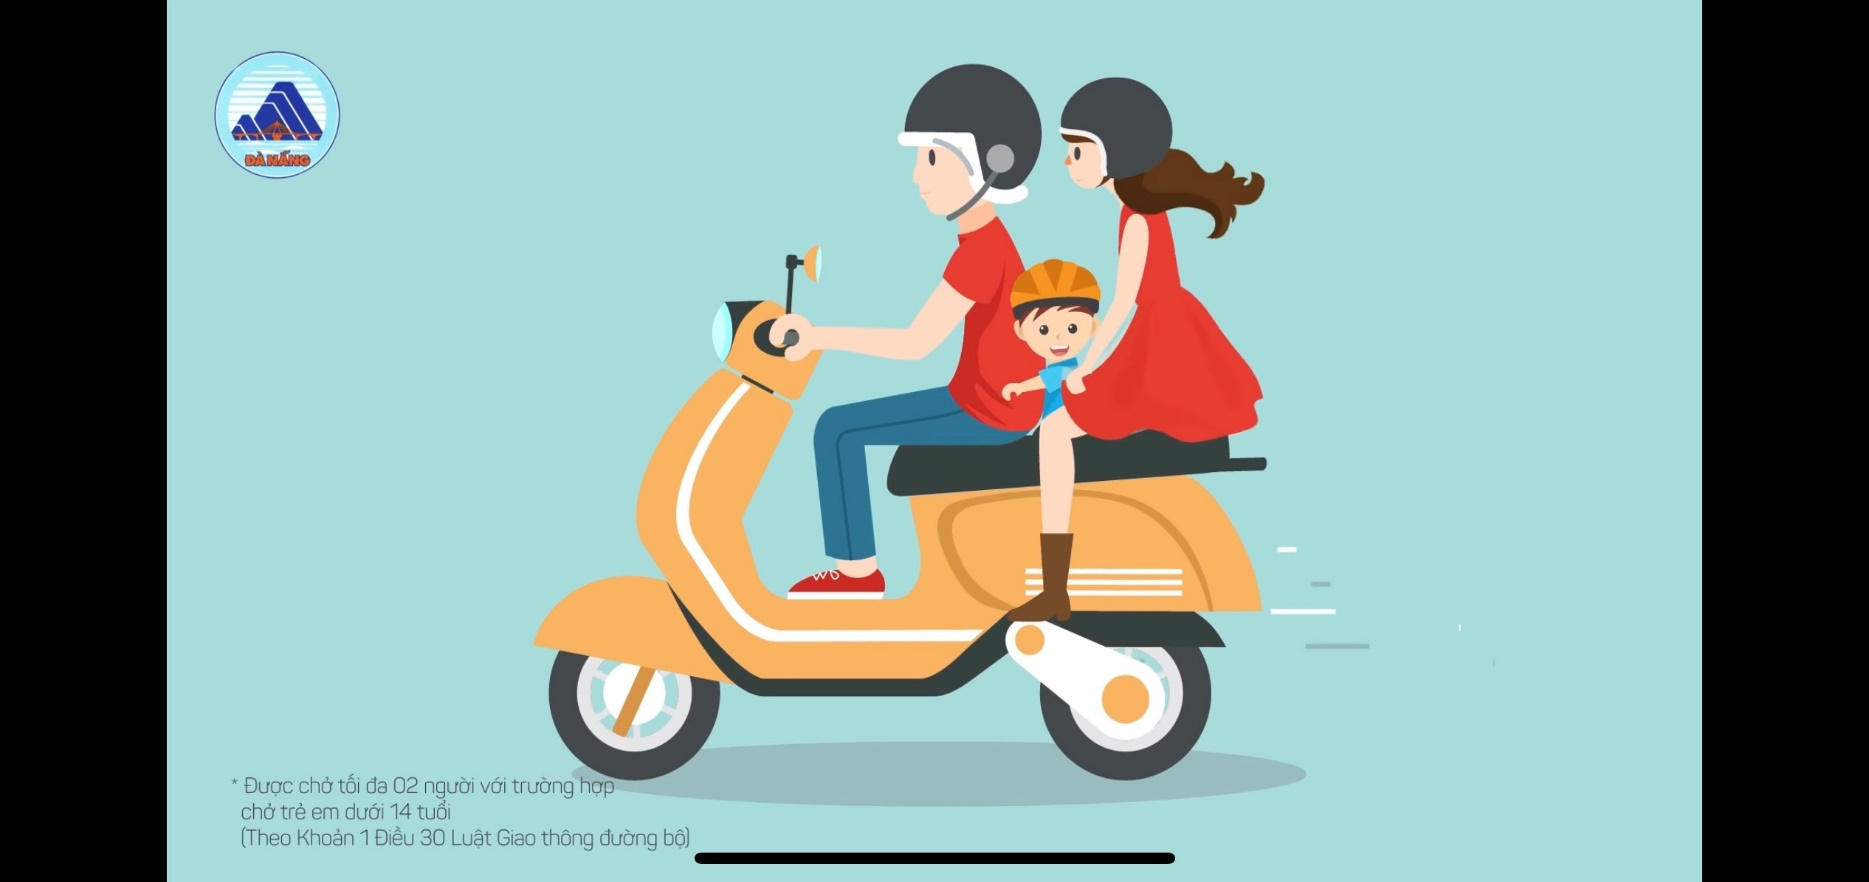 ĐÀ NẴNG
* Được chở tối đa 02 người với trường hợp
chở trẻ em dưới 14 tuổi
(Theo Khoản 1 Điều 30 Luật Giao thông đường bộ)